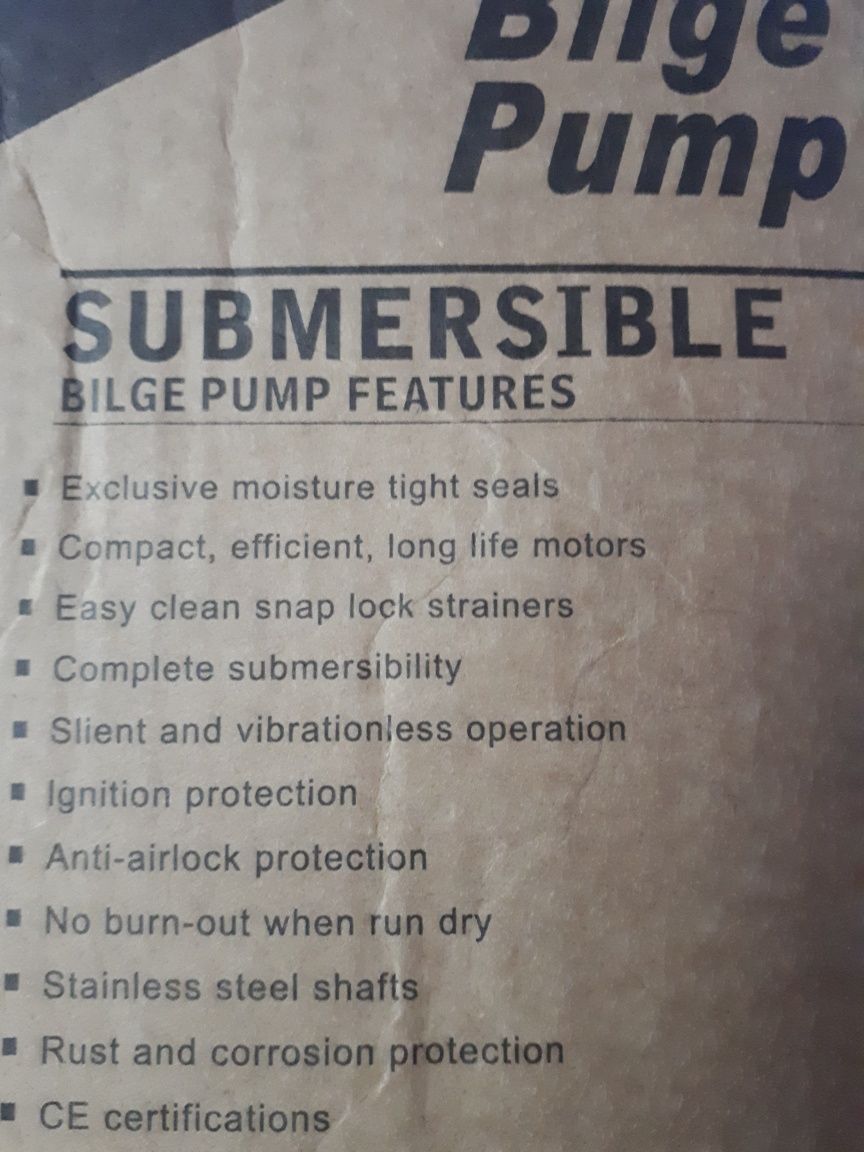 Bilge
Pump
SUBMERSIBLE
BILGE PUMP FEATURES
▪ Exclusive moisture tight seals
▪ Compact, efficient, long life motors
▪ Easy clean snap lock strainers
▪ Complete submersibility
▪ Slient and vibrationless operation
▪ Ignition protection
▪ Anti-airlock protection
▪ No burn-out when run dry
▪ Stainless steel shafts
▪ Rust and corrosion protection
▪ CE certifications